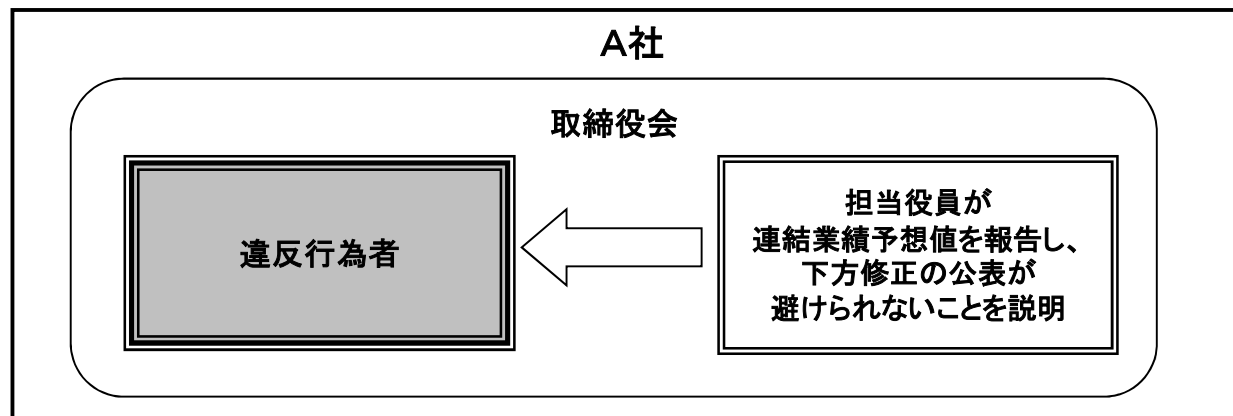 A社
取締役会
違反行為者
担当役員が
連結業績予想値を報告し、
下方修正の公表が
避けられないことを説明